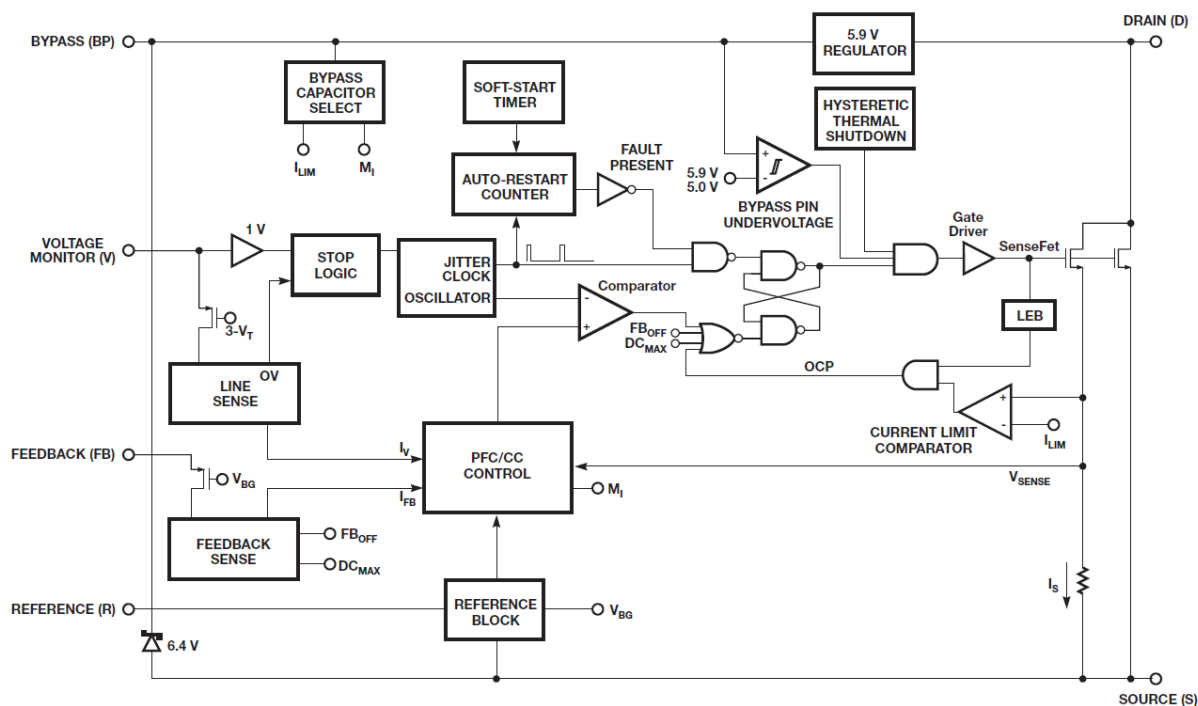 DRAIN (D)
BYPASS (BP)
5.9 V
REGULATOR
BYPASS
CAPACITOR
SELECT
SOFT-START
TIMER
HYSTERETIC
THERMAL
SHUTDOWN
I_LIM
M_I
FAULT
PRESENT
AUTO-RESTART
COUNTER
+
-
5.9 V
5.0 V
BYPASS PIN
UNDERVOLTAGE
VOLTAGE
MONITOR (V)
1 V
STOP
LOGIC
JITTER
CLOCK
OSCILLATOR
Gate
Driver
SenseFet
Comparator
-
+
LEB
3-V_T
FB_OFF
DC_MAX
OCP
OV
LINE
SENSE
+
-
I_LIM
CURRENT LIMIT
COMPARATOR
FEEDBACK (FB)
I_V
PFC/CC
CONTROL
V_SENSE
V_BG
I_FB
M_I
FEEDBACK
SENSE
FB_OFF
DC_MAX
I_S
REFERENCE (R)
REFERENCE
BLOCK
V_BG
6.4 V
SOURCE (S)